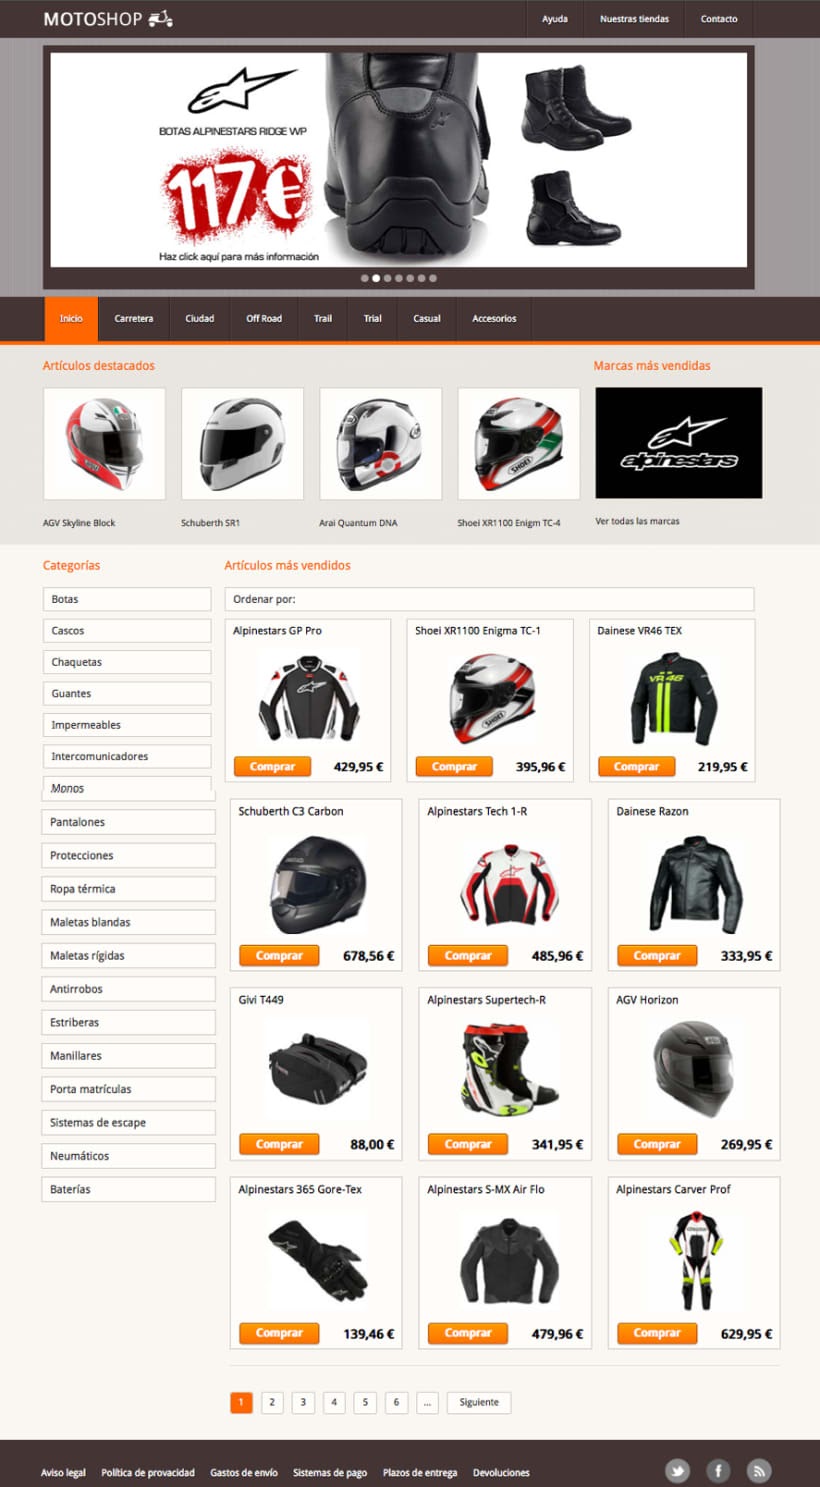 MOTOSHOP
Ayuda
Nuestras tiendas
Contacto
BOTAS ALPINESTARS RIDGE WP
117€
Haz click aquí para más información
Inicio
Carretera
Ciudad
Off Road
Trail
Trial
Casual
Accesorios
Artículos destacados
AGV Skyline Block
Schuberth SR1
Arai Quantum DNA
SHOEI
Shoei XR1100 Enigm TC-4
Marcas más vendidas
alpinestars
Ver todas las marcas
Categorías
Botas
Cascos
Chaquetas
Guantes
Impermeables
Intercomunicadores
Monos
Pantalones
Protecciones
Ropa térmica
Maletas blandas
Maletas rígidas
Antirrobos
Estriberas
Manillares
Porta matrículas
Sistemas de escape
Neumáticos
Baterías
Artículos más vendidos
Ordenar por:
Alpinestars GP Pro
Comprar 429,95 €
Shoei XR1100 Enigma TC-1
SHOEI
Comprar 395,96 €
Dainese VR46 TEX
VR46
Comprar 219,95 €
Schuberth C3 Carbon
Comprar 678,56 €
Alpinestars Tech 1-R
Comprar 485,96 €
Dainese Razon
Comprar 333,95 €
Givi T449
Comprar 88,00 €
Alpinestars Supertech-R
Comprar 341,95 €
AGV Horizon
Comprar 269,95 €
Alpinestars 365 Gore-Tex
Comprar 139,46 €
Alpinestars S-MX Air Flo
Comprar 479,96 €
Alpinestars Carver Prof
Comprar 629,95 €
1 2 3 4 5 6 ... Siguiente
Aviso legal
Política de provacidad
Gastos de envío
Sistemas de pago
Plazos de entrega
Devoluciones